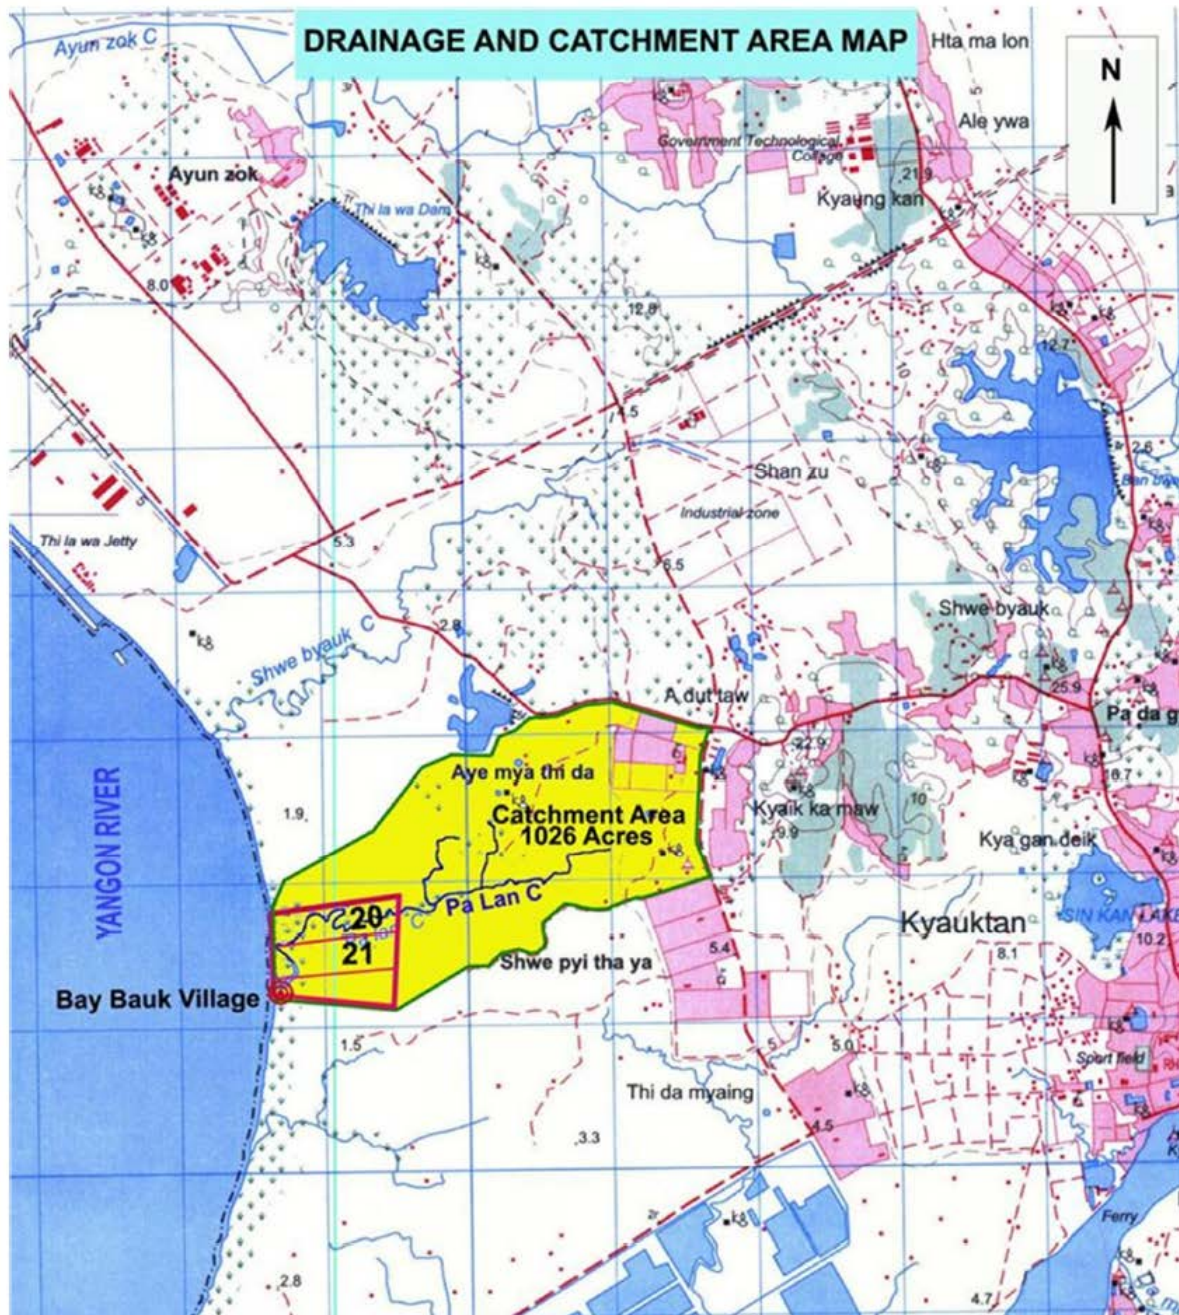 DRAINAGE AND CATCHMENT AREA MAP
N
Ayun zok C
Hta ma lon
Ale ywa
Government Technological
College
21.9
Kyaung kan
Ayun zok
Thi la wa Dam
8.0
12.8
12.7
10
4.5
2.6
Shan zu
Industrial zone
5
5.3
Thi la wa Jetty
6.5
Shwe byauk
2.8
Shwe byauk C
25.9
A dut taw
Pa da g
22.9
16.7
Aye mya thi da
Catchment Area
1026 Acres
Kyaik ka maw
10
9.9
1.9
Kya gan deik
YANGON RIVER
Pa Lan C
20
21
Kyauktan
SIN KAN LAKE
10.2
5.4
8.1
Shwe pyi tha ya
Bay Bauk Village
1.5
5
5.0
Sport field
Thi da myaing
4.5
3.3
Ferry
2.8
4.7